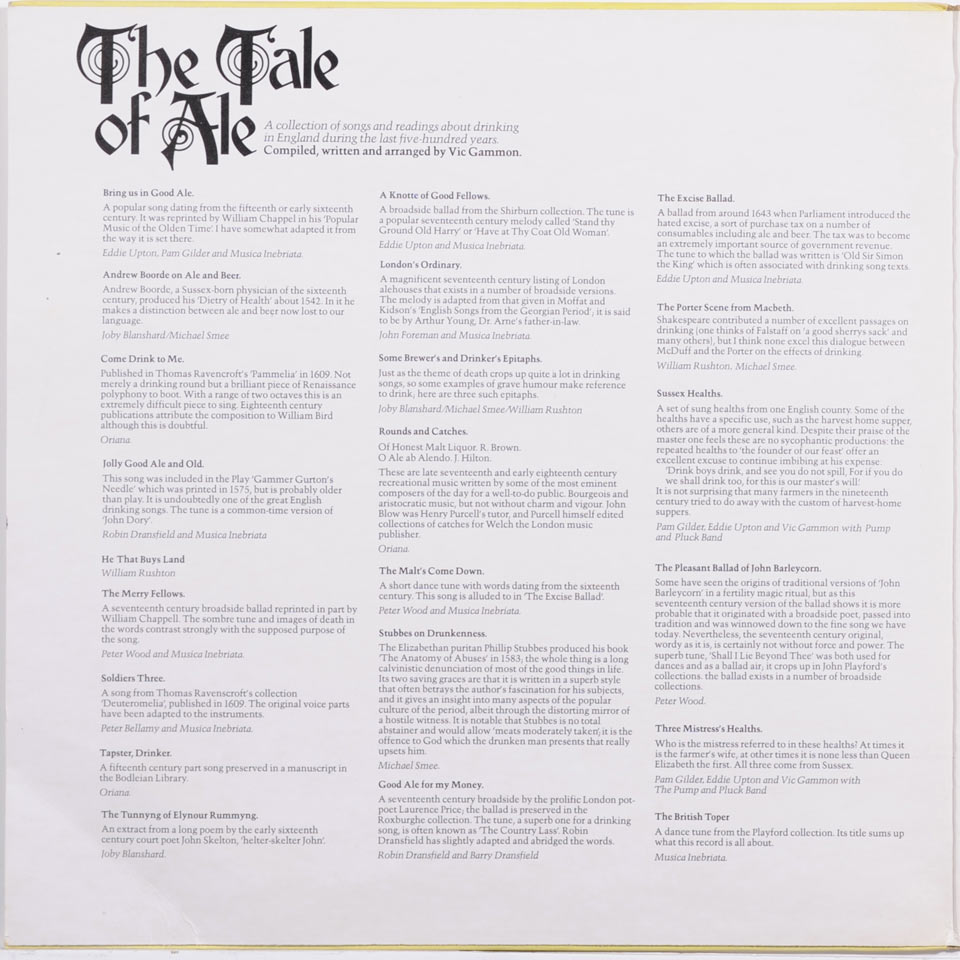 The Tale
of Ale
A collection of songs and readings about drinking
in England during the last five-hundred years.
Compiled, written and arranged by Vic Gammon.
Bring us in Good Ale.
A popular song dating from the fifteenth or early sixteenth
century. It was reprinted by William Chappel in his 'Popular
Music of the Olden Time'. I have somewhat adapted it from
the way it is set there.
Eddie Upton, Pam Gilder and Musica Inebriata.
Andrew Boorde on Ale and Beer.
Andrew Boorde, a Sussex-born physician of the sixteenth
century, produced his 'Dietry of Health' about 1542. In it he
makes a distinction between ale and beer now lost to our
language.
Joby Blanshard/Michael Smee
Come Drink to Me.
Published in Thomas Ravencroft's 'Pammelia' in 1609. Not
merely a drinking round but a brilliant piece of Renaissance
polyphony to boot. With a range of two octaves this is an
extremely difficult piece to sing. Eighteenth century
publications attribute the composition to William Bird
although this is doubtful.
Oriana.
Jolly Good Ale and Old.
This song was included in the Play 'Gammer Gurton's
Needle' which was printed in 1575, but is probably older
than play. It is undoubtedly one of the great English
drinking songs. The tune is a common-time version of
'John Dory'.
Robin Dransfield and Musica Inebriata
He That Buys Land
William Rushton
The Merry Fellows.
A seventeenth century broadside ballad reprinted in part by
William Chappell. The sombre tune and images of death in
the words contrast strongly with the supposed purpose of
the song.
Peter Wood and Musica Inebriata.
Soldiers Three.
A song from Thomas Ravenscroft's collection
'Deuteromelia', published in 1609. The original voice parts
have been adapted to the instruments.
Peter Bellamy and Musica Inebriata.
Tapster, Drinker.
A fifteenth century part song preserved in a manuscript in
the Bodleian Library.
Oriana.
The Tunnyng of Elynour Rummyng.
An extract from a long poem by the early sixteenth
century court poet John Skelton, 'helter-skelter John'.
Joby Blanshard.
A Knotte of Good Fellows.
A broadside ballad from the Shirburn collection. The tune is
a popular seventeenth century melody called 'Stand thy
Ground Old Harry' or 'Have at Thy Coat Old Woman'.
Eddie Upton and Musica Inebriata.
London's Ordinary.
A magnificent seventeenth century listing of London
alehouses that exists in a number of broadside versions.
The melody is adapted from that given in Moffat and
Kidson's 'English Songs from the Georgian Period'; it is said
to be by Arthur Young, Dr. Arne's father-in-law.
John Foreman and Musica Inebriata.
Some Brewer's and Drinker's Epitaphs.
Just as the theme of death crops up quite a lot in drinking
songs, so some examples of grave humour make reference
to drink, here are three such epitaphs.
Joby Blanshard/Michael Smee/William Rushton
Rounds and Catches.
Of Honest Malt Liquor. R. Brown.
O Ale ab Alendo. J. Hilton.
These are late seventeenth and early eighteenth century
recreational music written by some of the most eminent
composers of the day for a well-to-do public. Bourgeois and
aristocratic music, but not without charm and vigour. John
Blow was Henry Purcell's tutor, and Purcell himself edited
collections of catches for Welch the London music
publisher.
Oriana.
The Malt's Come Down.
A short dance tune with words dating from the sixteenth
century. This song is alluded to in 'The Excise Ballad'.
Peter Wood and Musica Inebriata.
Stubbes on Drunkenness.
The Elizabethan puritan Phillip Stubbes produced his book
'The Anatomy of Abuses' in 1583; the whole thing is a long
calvinistic denunciation of most of the good things in life.
Its two saving graces are that it is written in a superb style
that often betrays the author's fascination for his subjects,
and it gives an insight into many aspects of the popular
culture of the period, albeit through the distorting mirror of
a hostile witness. It is notable that Stubbes is no total
abstainer and would allow 'meats moderately taken'; it is the
offence to God which the drunken man presents that really
upsets him.
Michael Smee.
Good Ale for my Money.
A seventeenth century broadside by the prolific London pot-
poet Laurence Price; the ballad is preserved in the
Roxburghe collection. The tune, a superb one for a drinking
song, is often known as 'The Country Lass'. Robin
Dransfield has slightly adapted and abridged the words.
Robin Dransfield and Barry Dransfield
The Excise Ballad.
A ballad from around 1643 when Parliament introduced the
hated excise, a sort of purchase tax on a number of
consumables including ale and beer. The tax was to become
an extremely important source of government revenue.
The tune to which the ballad was written is 'Old Sir Simon
the King' which is often associated with drinking song texts.
Eddie Upton and Musica Inebriata.
The Porter Scene from Macbeth.
Shakespeare contributed a number of excellent passages on
drinking (one thinks of Falstaff on 'a good sherrys sack' and
many others), but I think none excel this dialogue between
McDuff and the Porter on the effects of drinking.
William Rushton, Michael Smee.
Sussex Healths.
A set of sung healths from one English county. Some of the
healths have a specific use, such as the harvest home supper,
others are of a more general kind. Despite their praise of the
master one feels these are no sycophantic productions: the
repeated healths to 'the founder of our feast' offer an
excellent excuse to continue imbibing at his expense:
'Drink boys drink, and see you do not spill, For if you do
we shall drink too, for this is our master's will.'
It is not surprising that many farmers in the nineteenth
century tried to do away with the custom of harvest-home
suppers.
Pam Gilder, Eddie Upton and Vic Gammon with Pump
and Pluck Band
The Pleasant Ballad of John Barleycorn.
Some have seen the origins of traditional versions of 'John
Barleycorn' in a fertility magic ritual, but as this
seventeenth century version of the ballad shows it is more
probable that it originated with a broadside poet, passed into
tradition and was winnowed down to the fine song we have
today. Nevertheless, the seventeenth century original,
wordy as it is, is certainly not without force and power. The
superb tune, 'Shall I Lie Beyond Thee' was both used for
dances and as a ballad air; it crops up in John Playford's
collections. the ballad exists in a number of broadside
collections.
Peter Wood.
Three Mistress's Healths.
Who is the mistress referred to in these healths? At times it
is the farmer's wife, at other times it is none less than Queen
Elizabeth the first. All three come from Sussex.
Pam Gilder, Eddie Upton and Vic Gammon with
The Pump and Pluck Band
The British Toper
A dance tune from the Playford collection. Its title sums up
what this record is all about.
Musica Inebriata.